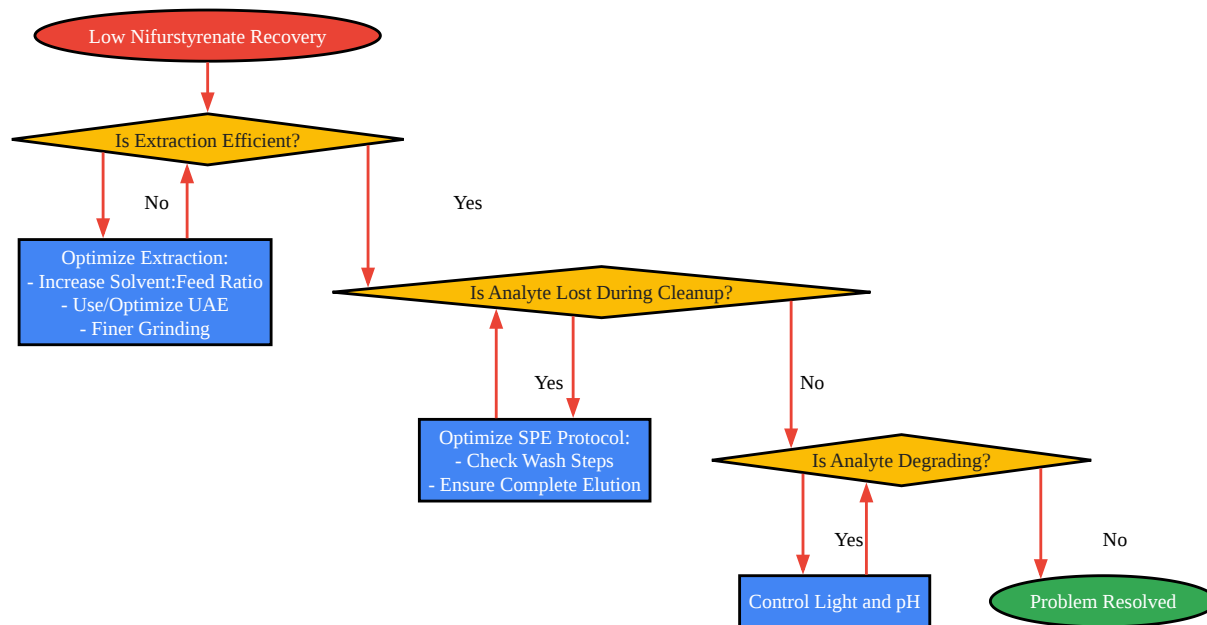 Low Nifurstyrenate Recovery
Is Extraction Efficient?
No
Yes
Optimize Extraction:
- Increase Solvent:Feed Ratio
- Use/Optimize UAE
- Finer Grinding
Is Analyte Lost During Cleanup?
Yes
No
Optimize SPE Protocol:
- Check Wash Steps
- Ensure Complete Elution
Is Analyte Degrading?
Yes
No
Control Light and pH
Problem Resolved